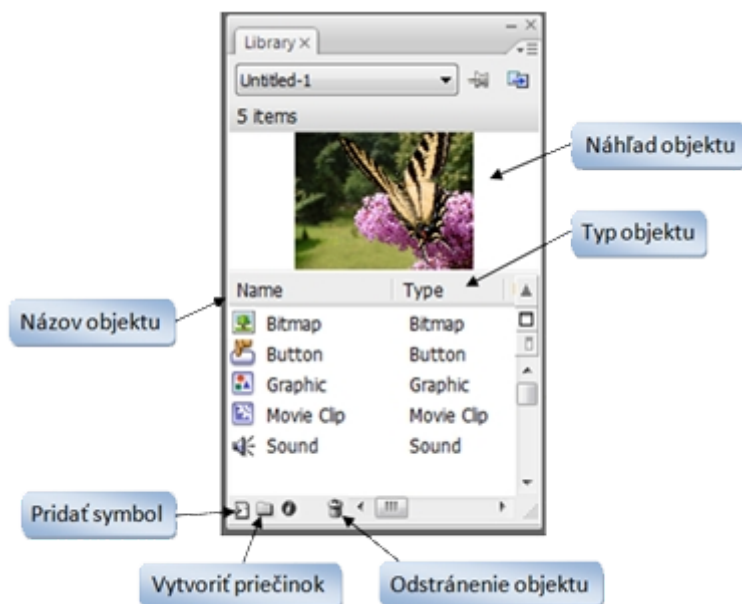 Library
Untitled-1
5 items
Náhľad objektu
Typ objektu
Name Type
Názov objektu
Bitmap Bitmap
Button Button
Graphic Graphic
Movie Clip Movie Clip
Sound Sound
Pridať symbol
Vytvoriť priečinok
Odstránenie objektu